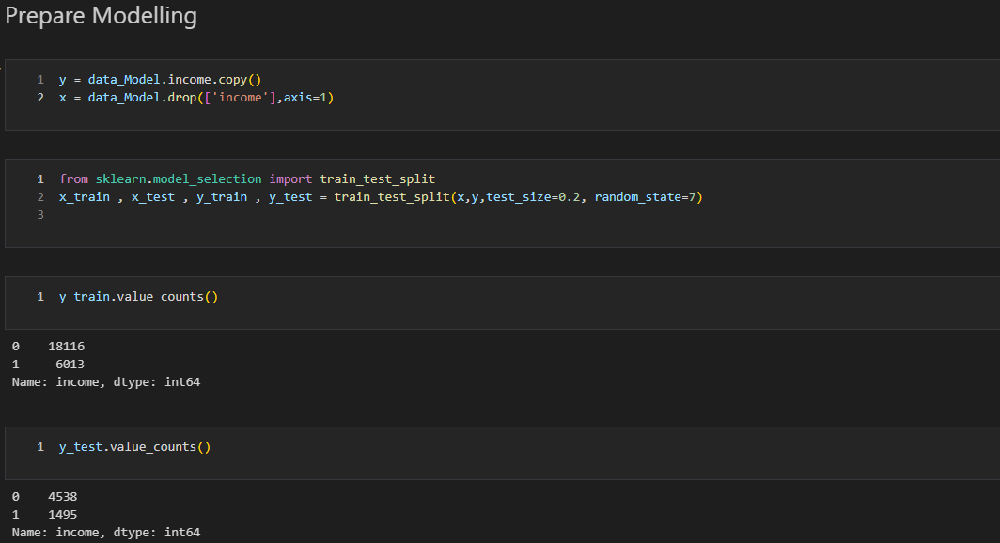 Prepare Modelling
1 y = data_Model.income.copy()
2 x = data_Model.drop(['income'],axis=1)
1 from sklearn.model_selection import train_test_split
2 x_train , x_test , y_train , y_test = train_test_split(x,y,test_size=0.2, random_state=7)
3
1 y_train.value_counts()
0    18116
1     6013
Name: income, dtype: int64
1 y_test.value_counts()
0    4538
1    1495
Name: income, dtype: int64